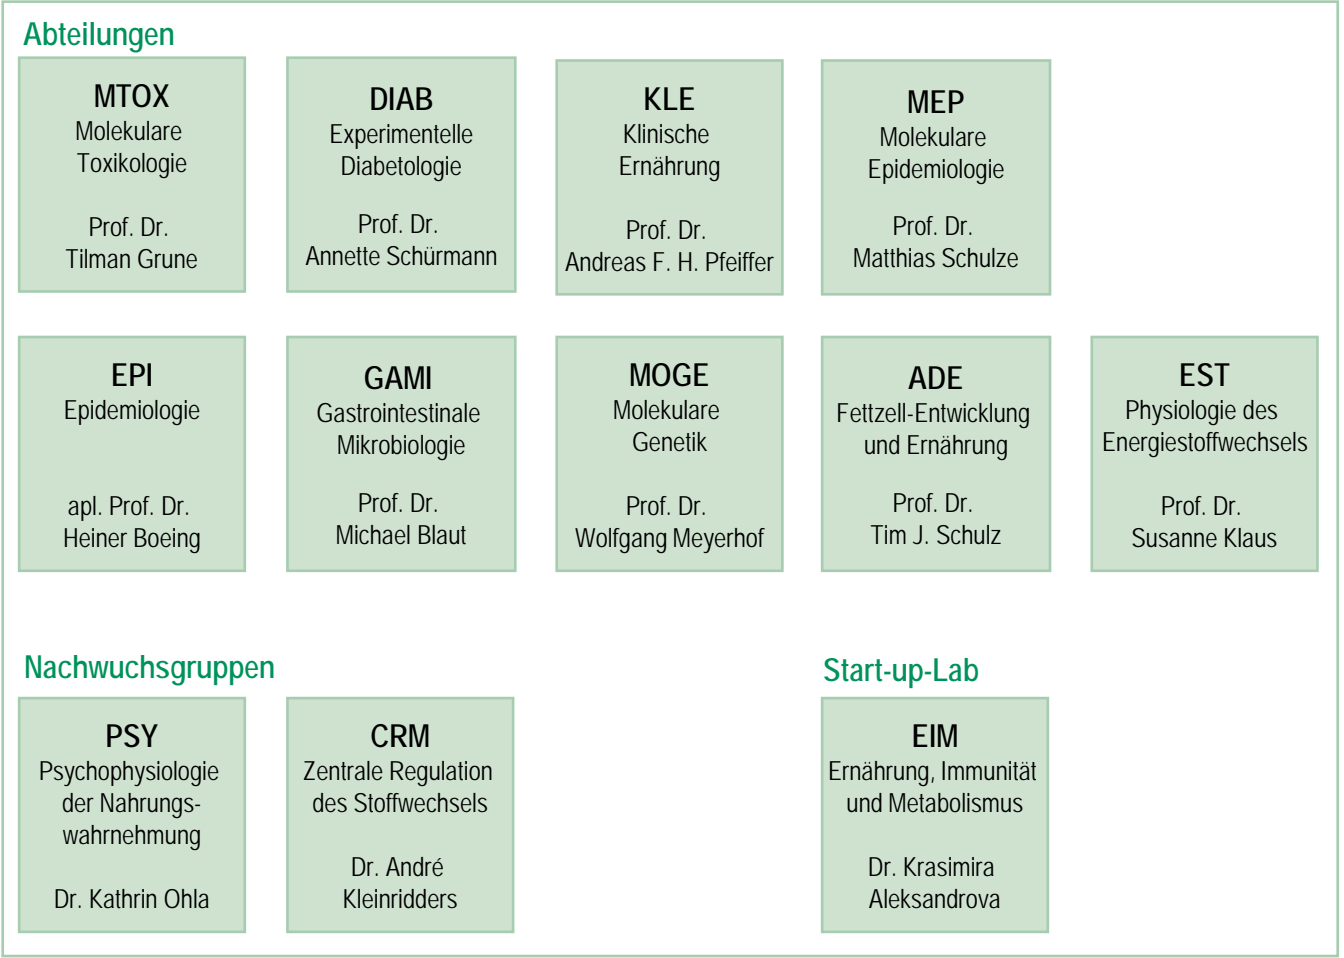 Abteilungen
MTOX
Molekulare
Toxikologie
Prof. Dr.
Tilman Grune
DIAB
Experimentelle
Diabetologie
Prof. Dr.
Annette Schürmann
KLE
Klinische
Ernährung
Prof. Dr.
Andreas F. H. Pfeiffer
MEP
Molekulare
Epidemiologie
Prof. Dr.
Matthias Schulze
EPI
Epidemiologie
apl. Prof. Dr.
Heiner Boeing
GAMI
Gastrointestinale
Mikrobiologie
Prof. Dr.
Michael Blaut
MOGE
Molekulare
Genetik
Prof. Dr.
Wolfgang Meyerhof
ADE
Fettzell-Entwicklung
und Ernährung
Prof. Dr.
Tim J. Schulz
EST
Physiologie des
Energiestoffwechsels
Prof. Dr.
Susanne Klaus
Nachwuchsgruppen
PSY
Psychophysiologie
der Nahrungs-
wahrnehmung
Dr. Kathrin Ohla
CRM
Zentrale Regulation
des Stoffwechsels
Dr. André
Kleinridders
Start-up-Lab
EIM
Ernährung, Immunität
und Metabolismus
Dr. Krasimira
Aleksandrova